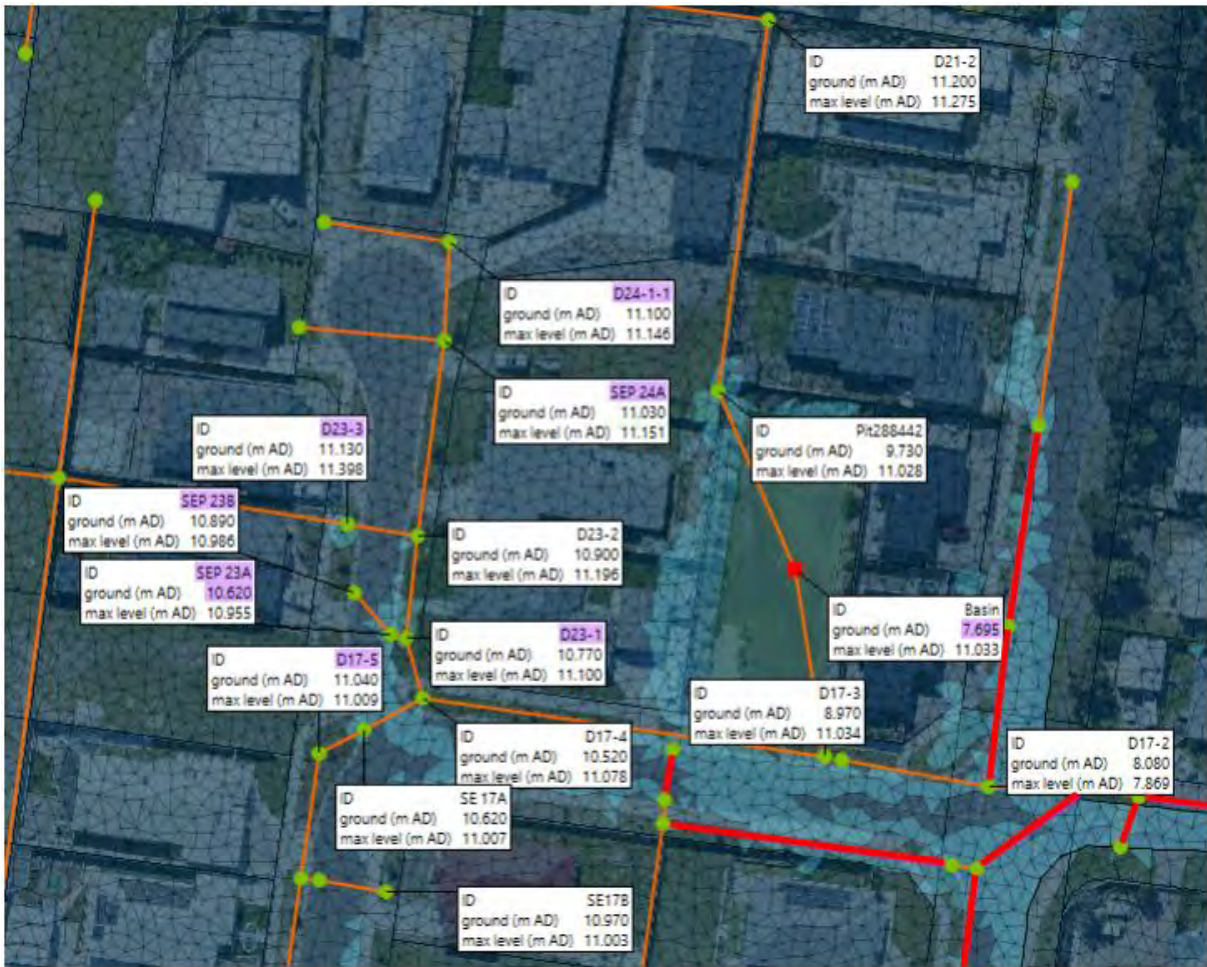 ID D21-2
ground (m AD) 11.200
max level (m AD) 11.275
ID D24-1-1
ground (m AD) 11.100
max level (m AD) 11.146
ID SEP 24A
ground (m AD) 11.030
max level (m AD) 11.151
ID D23-3
ground (m AD) 11.130
max level (m AD) 11.398
ID Pit288442
ground (m AD) 9.730
max level (m AD) 11.028
ID SEP 23B
ground (m AD) 10.890
max level (m AD) 10.986
ID D23-2
ground (m AD) 10.900
max level (m AD) 11.196
ID SEP 23A
ground (m AD) 10.620
max level (m AD) 10.955
ID Basin
ground (m AD) 7.695
max level (m AD) 11.033
ID D23-1
ground (m AD) 10.770
max level (m AD) 11.100
ID D17-5
ground (m AD) 11.040
max level (m AD) 11.009
ID D17-3
ground (m AD) 8.970
max level (m AD) 11.034
ID D17-4
ground (m AD) 10.520
max level (m AD) 11.078
ID D17-2
ground (m AD) 8.080
max level (m AD) 7.869
ID SE 17A
ground (m AD) 10.620
max level (m AD) 11.007
ID SE17B
ground (m AD) 10.970
max level (m AD) 11.003